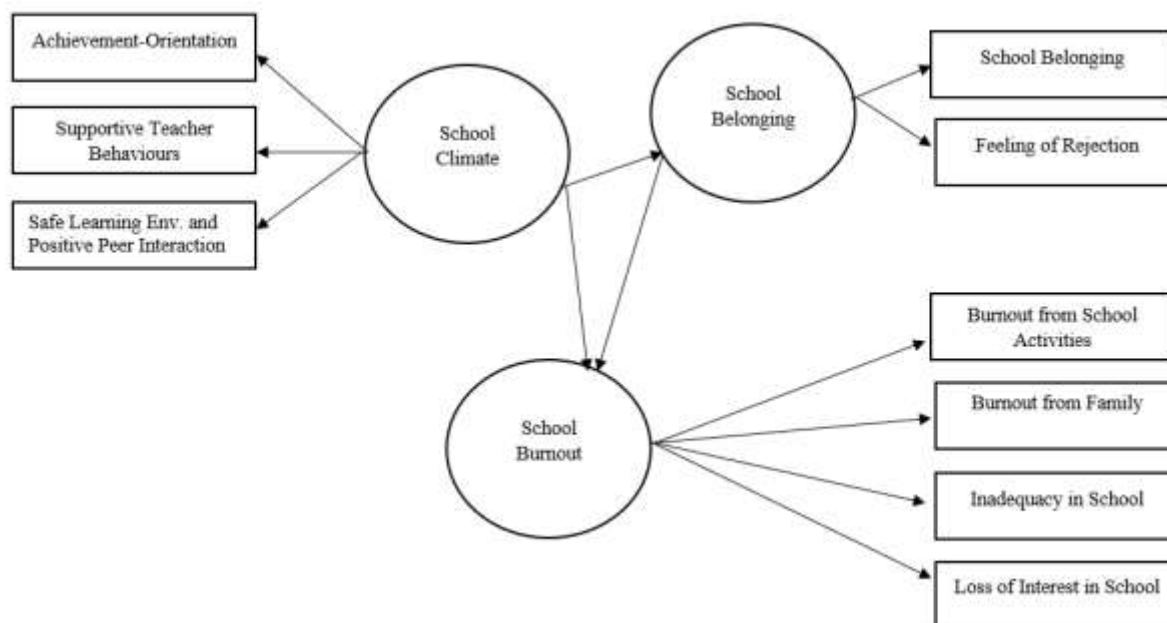 Achievement-Orientation
Supportive Teacher
Behaviours
Safe Learning Env. and
Positive Peer Interaction
School
Climate
School
Belonging
School Belonging
Feeling of Rejection
School
Burnout
Burnout from School
Activities
Burnout from Family
Inadequacy in School
Loss of Interest in School